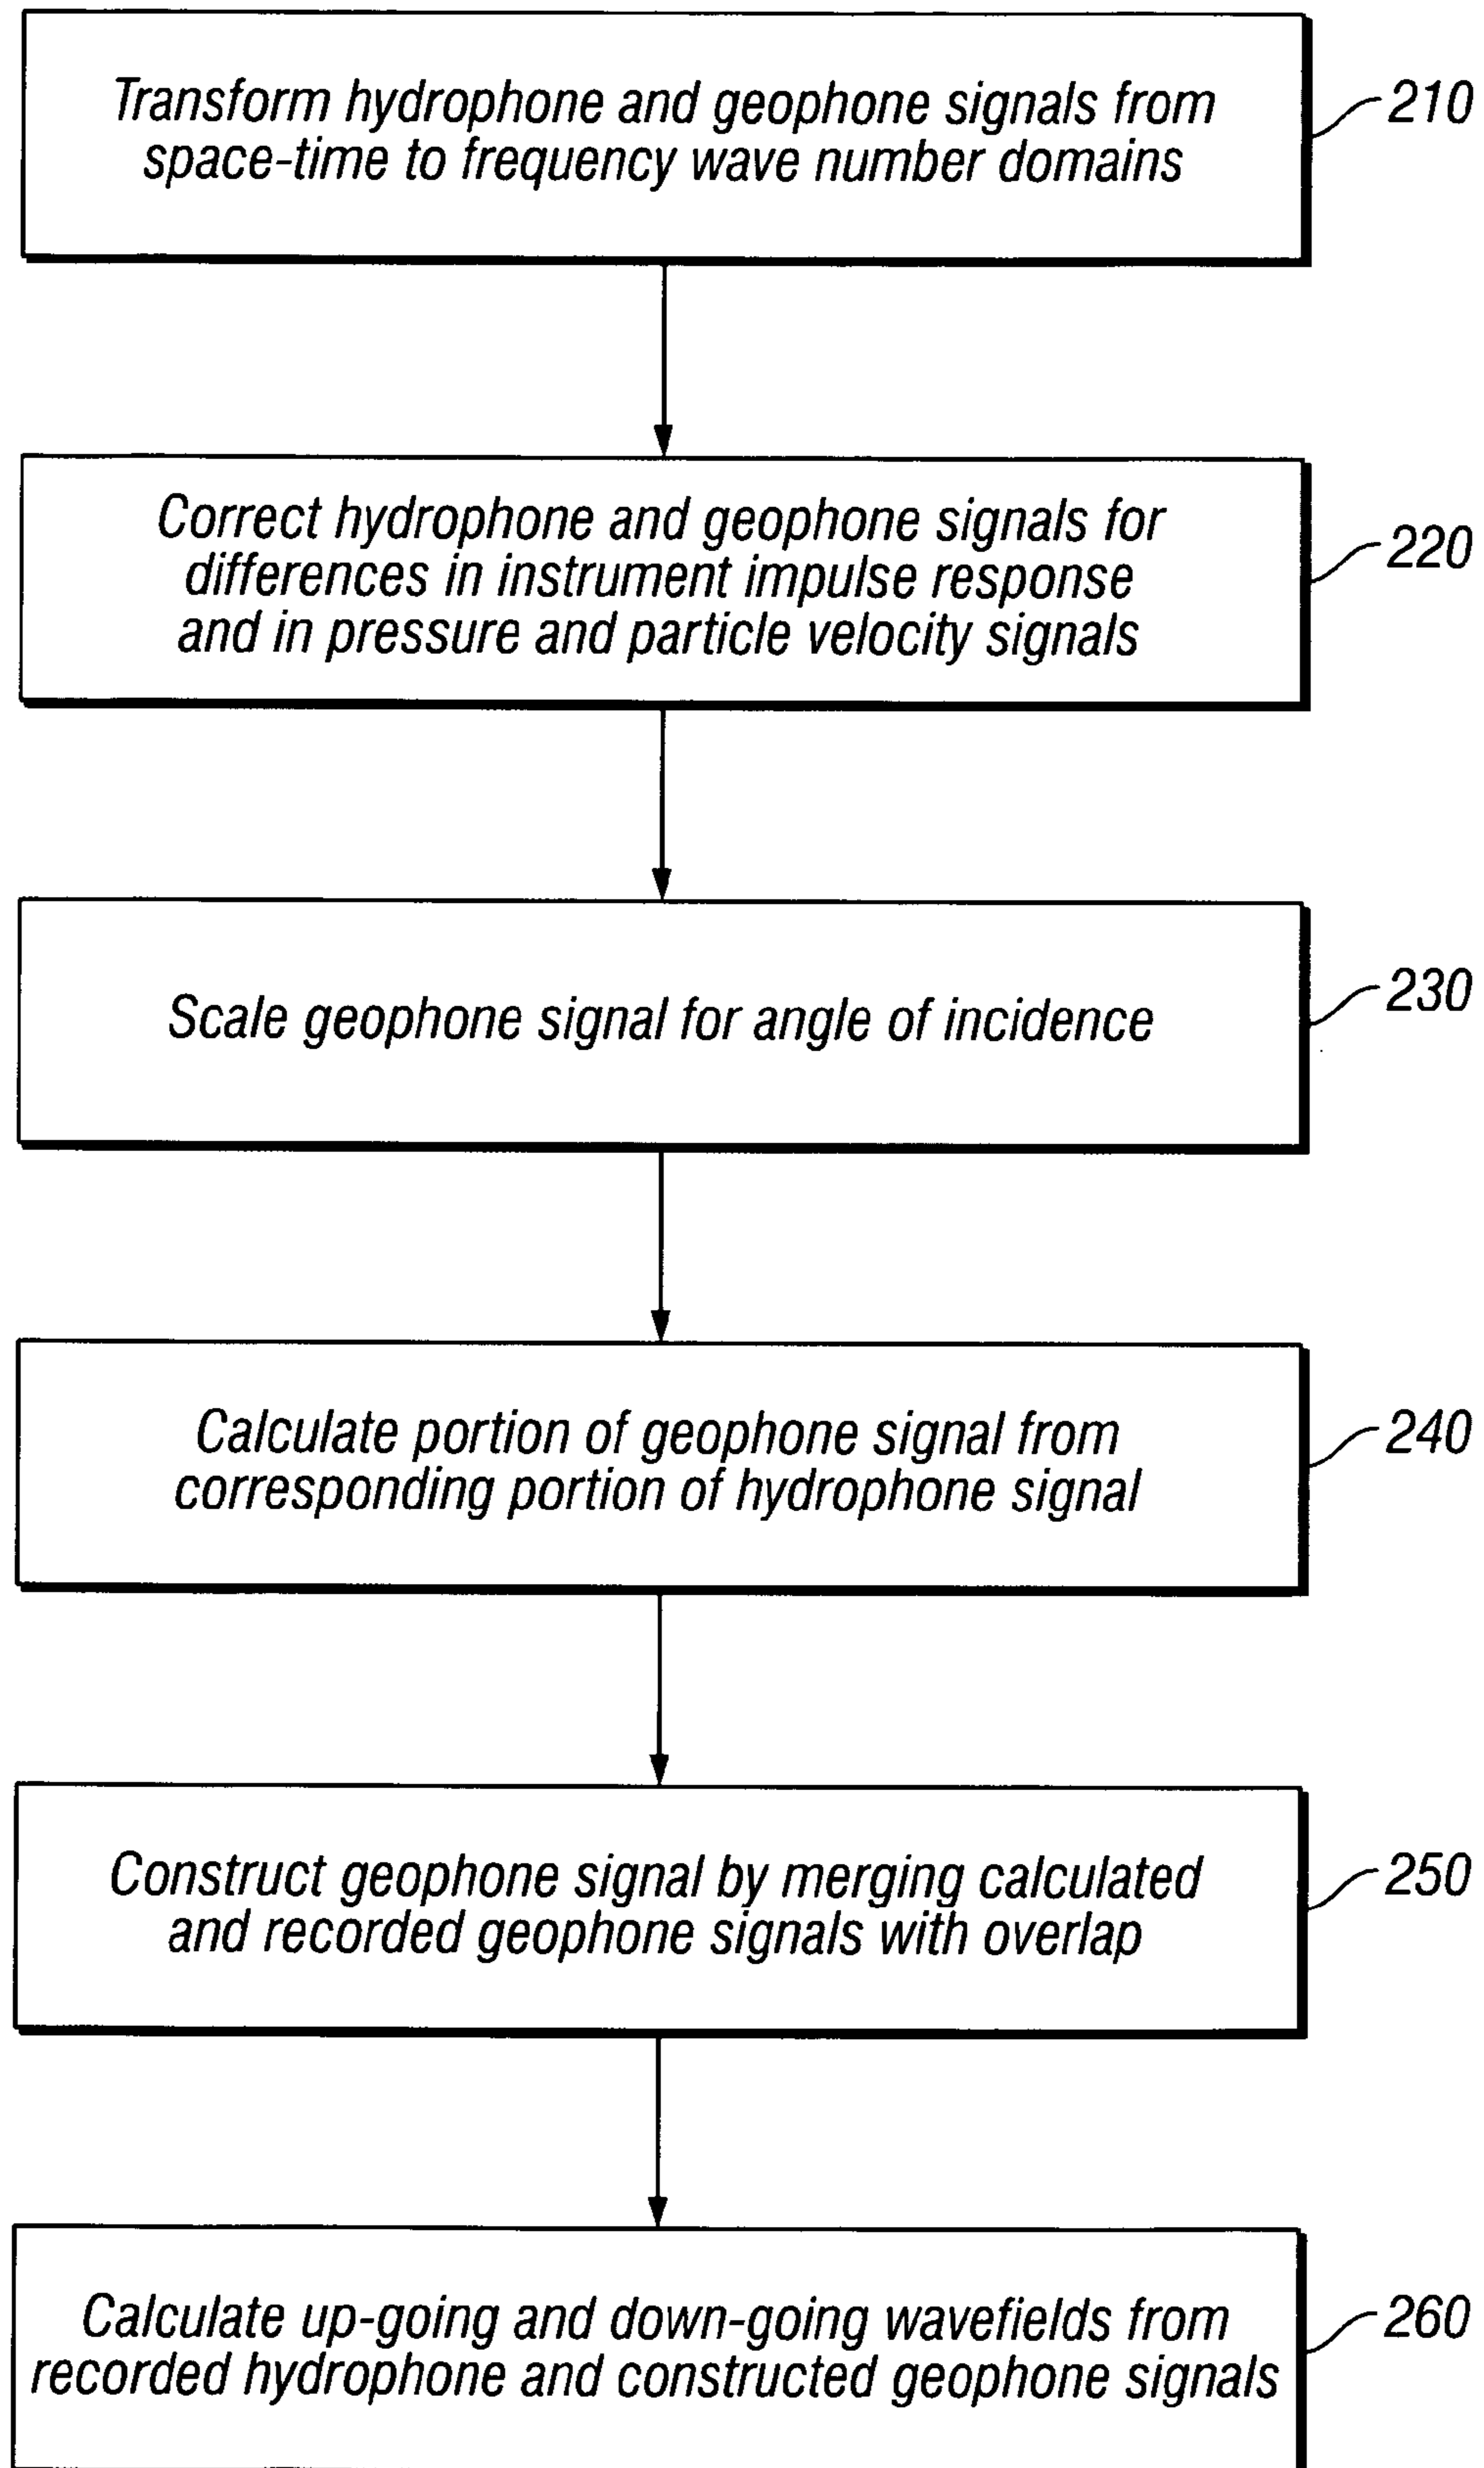 Transform hydrophone and geophone signals from
space-time to frequency wave number domains
210
Correct hydrophone and geophone signals for
differences in instrument impulse response
and in pressure and particle velocity signals
220
Scale geophone signal for angle of incidence
230
Calculate portion of geophone signal from
corresponding portion of hydrophone signal
240
Construct geophone signal by merging calculated
and recorded geophone signals with overlap
250
Calculate up-going and down-going wavefields from
recorded hydrophone and constructed geophone signals
260